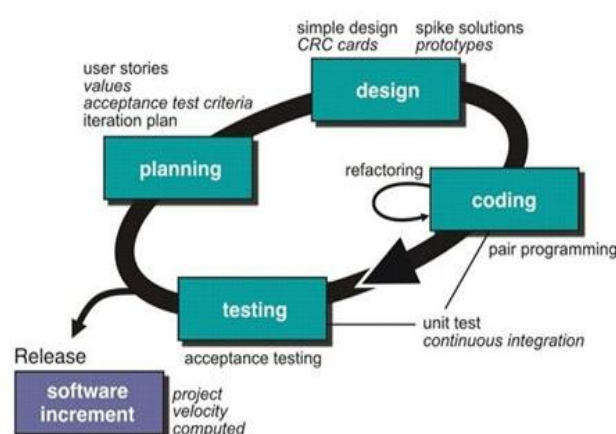 simple design
CRC cards
spike solutions
prototypes
user stories
values
acceptance test criteria
iteration plan
design
planning
refactoring
coding
pair programming
testing
unit test
continuous integration
acceptance testing
Release
software
increment
project
velocity
computed